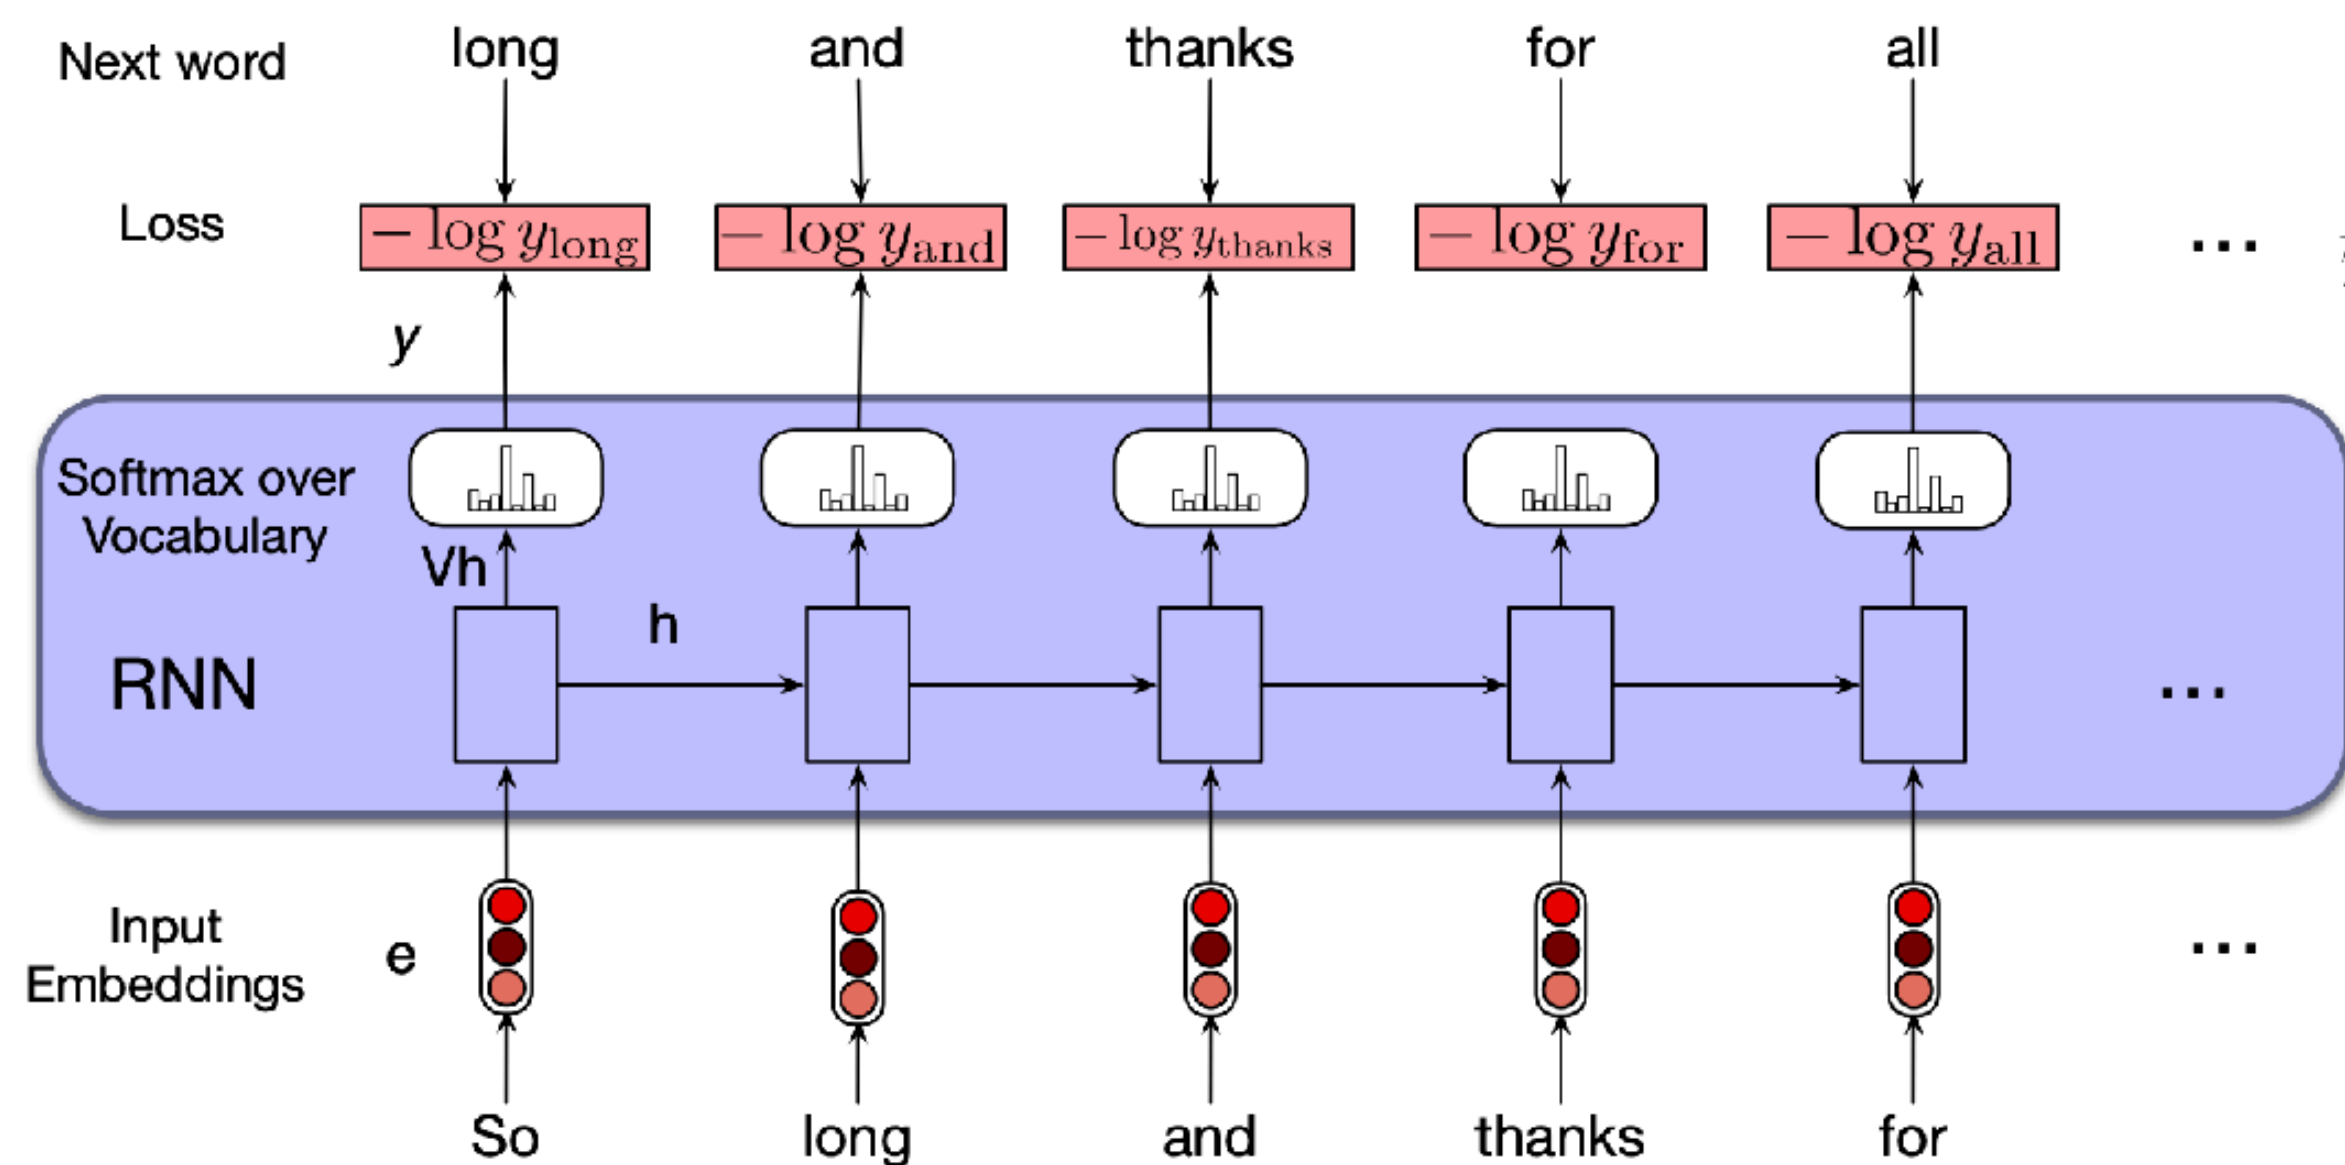 Next word long and thanks for all
Loss − log y_long − log y_and − log y_thanks − log y_for − log y_all ...
y
Softmax over
Vocabulary
Vh
h
RNN ...
Input
Embeddings
e ...
So long and thanks for